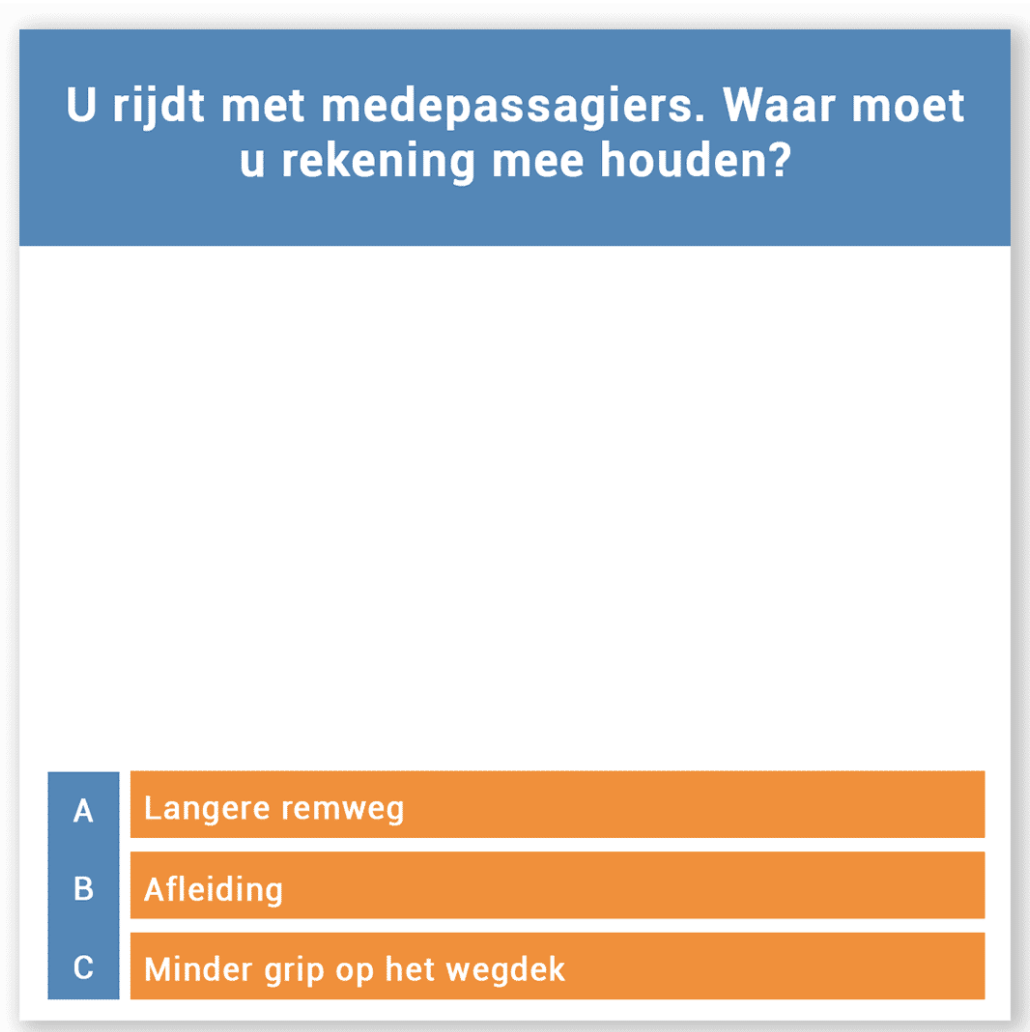 U rijdt met medepassagiers. Waar moet
u rekening mee houden?
A Langere remweg
B Afleiding
C Minder grip op het wegdek